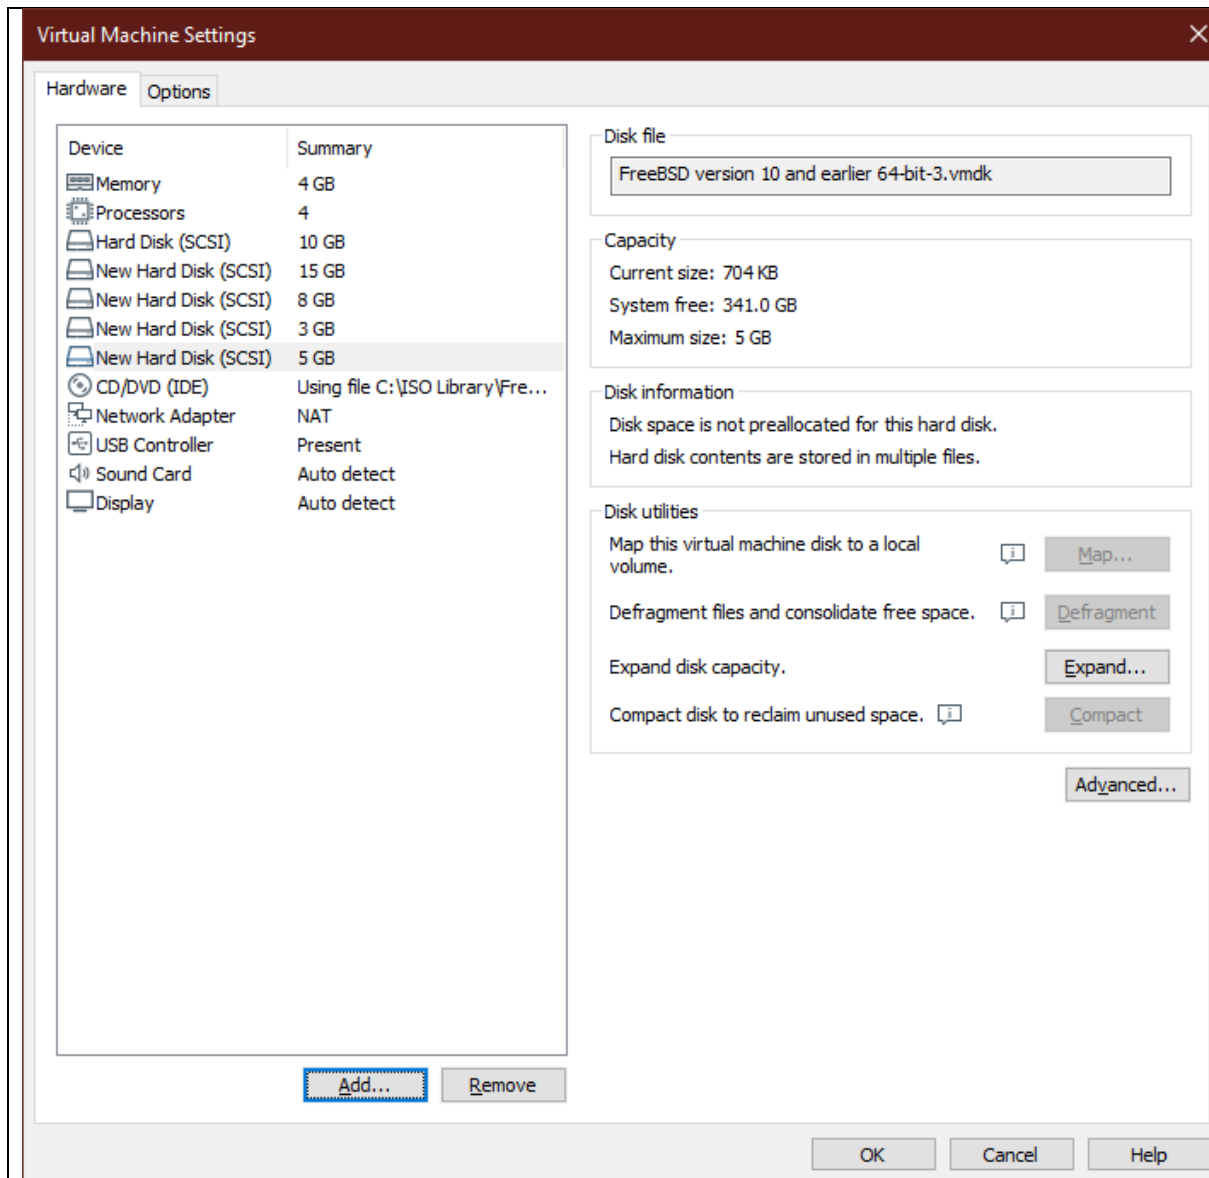 Virtual Machine Settings
Hardware
Options
Device Summary
Memory 4 GB
Processors 4
Hard Disk (SCSI) 10 GB
New Hard Disk (SCSI) 15 GB
New Hard Disk (SCSI) 8 GB
New Hard Disk (SCSI) 3 GB
New Hard Disk (SCSI) 5 GB
CD/DVD (IDE) Using file C:\ISO Library\Fre...
Network Adapter NAT
USB Controller Present
Sound Card Auto detect
Display Auto detect
Add... Remove
Disk file
FreeBSD version 10 and earlier 64-bit-3.vmdk
Capacity
Current size: 704 KB
System free: 341.0 GB
Maximum size: 5 GB
Disk information
Disk space is not preallocated for this hard disk.
Hard disk contents are stored in multiple files.
Disk utilities
Map this virtual machine disk to a local
volume.
Map...
Defragment files and consolidate free space. Defragment
Expand disk capacity. Expand...
Compact disk to reclaim unused space. Compact
Advanced...
OK Cancel Help